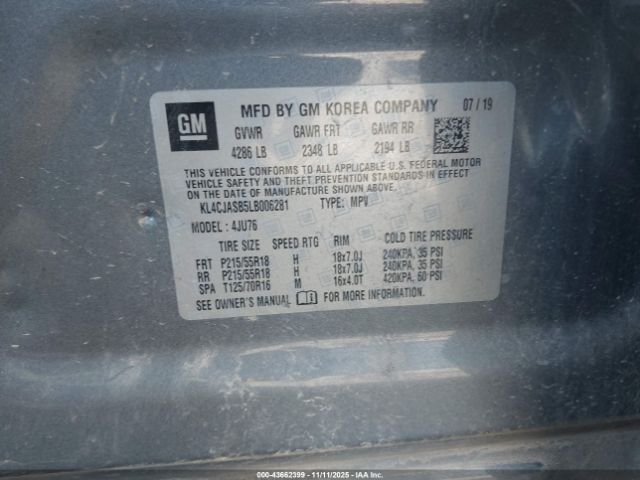 GM
MFD BY GM KOREA COMPANY 07 / 19
GVWR GAWR FRT GAWR RR
4286 LB 2348 LB 2194 LB
THIS VEHICLE CONFORMS TO ALL APPLICABLE U.S. FEDERAL MOTOR
VEHICLE SAFETY AND THEFT PREVENTION STANDARDS IN EFFECT ON
THE DATE OF MANUFACTURE SHOWN ABOVE.
KL4CJASB5LB006281 TYPE: MPV
MODEL : 4JU76
TIRE SIZE SPEED RTG RIM COLD TIRE PRESSURE
FRT P215/55R18 H 18x7.0J 240KPA, 35 PSI
RR P215/55R18 H 18x7.0J 240KPA, 35 PSI
SPA T125/70R16 M 16x4.0T 420KPA, 60 PSI
SEE OWNER'S MANUAL FOR MORE INFORMATION.
000-43662399 - 11/11/2025 - IAAI.CA